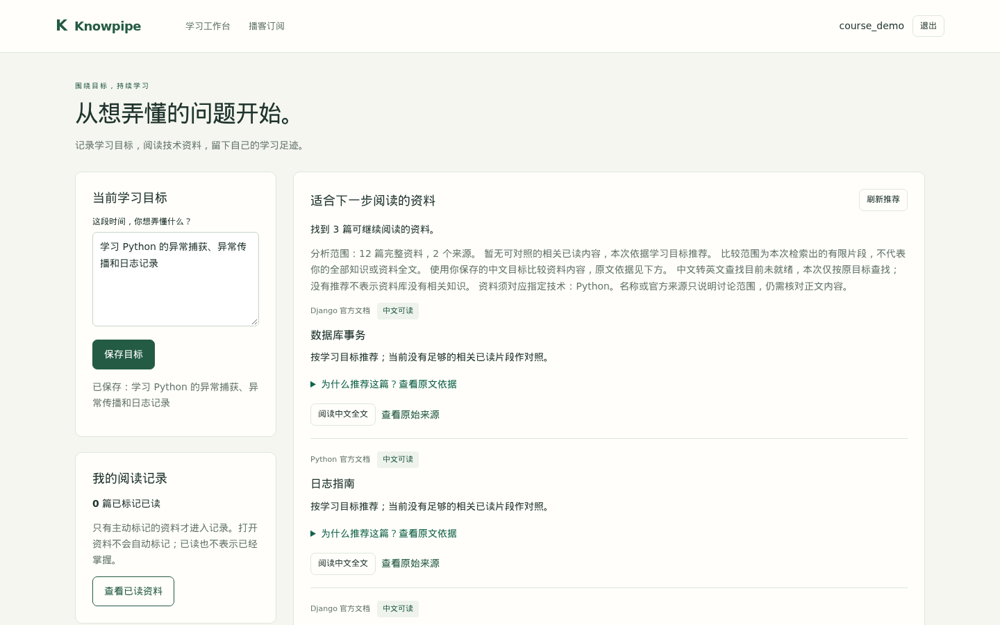 K Knowpipe
学习工作台
播客订阅
course_demo
退出
围绕目标，持续学习
从想弄懂的问题开始。
记录学习目标，阅读技术资料，留下自己的学习足迹。
当前学习目标
这段时间，你想弄懂什么？
学习 Python 的异常捕获、异常传
播和日志记录
保存目标
已保存：学习 Python 的异常捕获、异
常传播和日志记录
我的阅读记录
0 篇已标记已读
只有主动标记的资料才进入记录。打开
资料不会自动标记；已读也不表示已经
掌握。
查看已读资料
适合下一步阅读的资料
刷新推荐
找到 3 篇可继续阅读的资料。
分析范围：12 篇完整资料，2 个来源。 暂无可对照的相关已读内容，本次依据学习目标推荐。 比较范围为本次检索出的有限片段，不代表
你的全部知识或资料全文。 使用你保存的中文目标比较资料内容，原文依据见下方。 中文转英文查找目前未就绪，本次仅按原目标查找；
没有推荐不表示资料库没有相关知识。 资料须对应指定技术：Python。名称或官方来源只说明讨论范围，仍需核对正文内容。
Django 官方文档
中文可读
数据库事务
按学习目标推荐；当前没有足够的相关已读片段作对照。
▶ 为什么推荐这篇？查看原文依据
阅读中文全文
查看原始来源
Python 官方文档
中文可读
日志指南
按学习目标推荐；当前没有足够的相关已读片段作对照。
▶ 为什么推荐这篇？查看原文依据
阅读中文全文
查看原始来源
Django 官方文档
中文可读